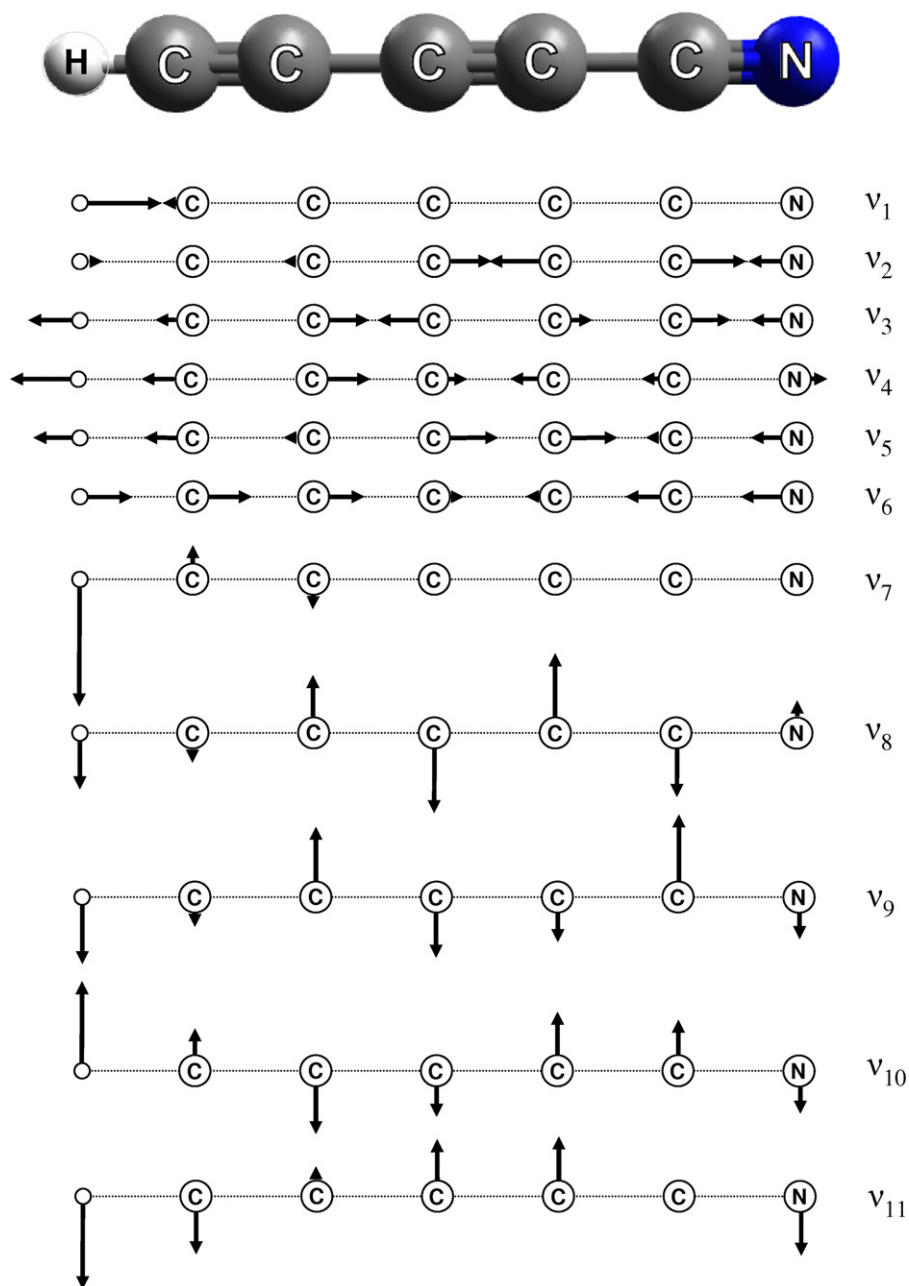 H C C C C C N
C C C C C N ν₁
C C C C C N ν₂
C C C C C N ν₃
C C C C C N ν₄
C C C C C N ν₅
C C C C C N ν₆
C C C C C N ν₇
C C C C C N ν₈
C C C C C N ν₉
C C C C C N ν₁₀
C C C C C N ν₁₁